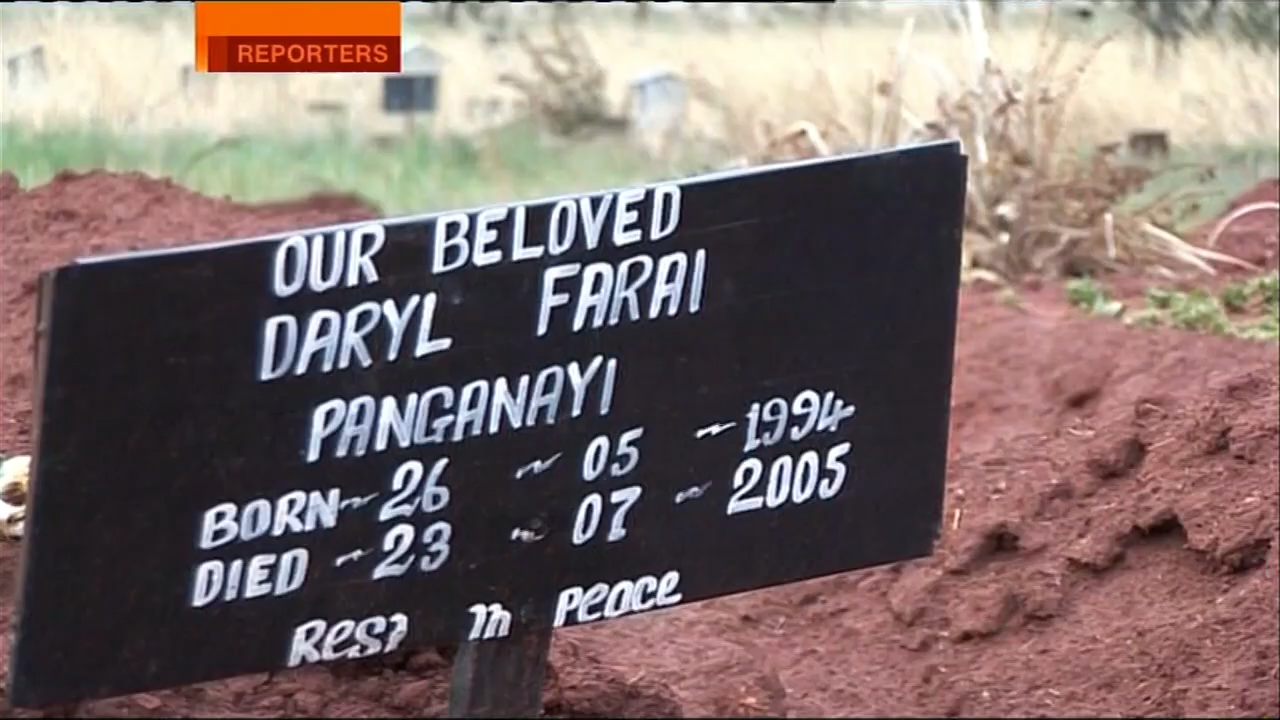 REPORTERS
OUR BELOVED
DARYL FARAI
PANGANAYI
BORN~ 26 ~ 05 ~ 1994
DIED ~ 23 ~ 07 ~ 2005
Rest in Peace